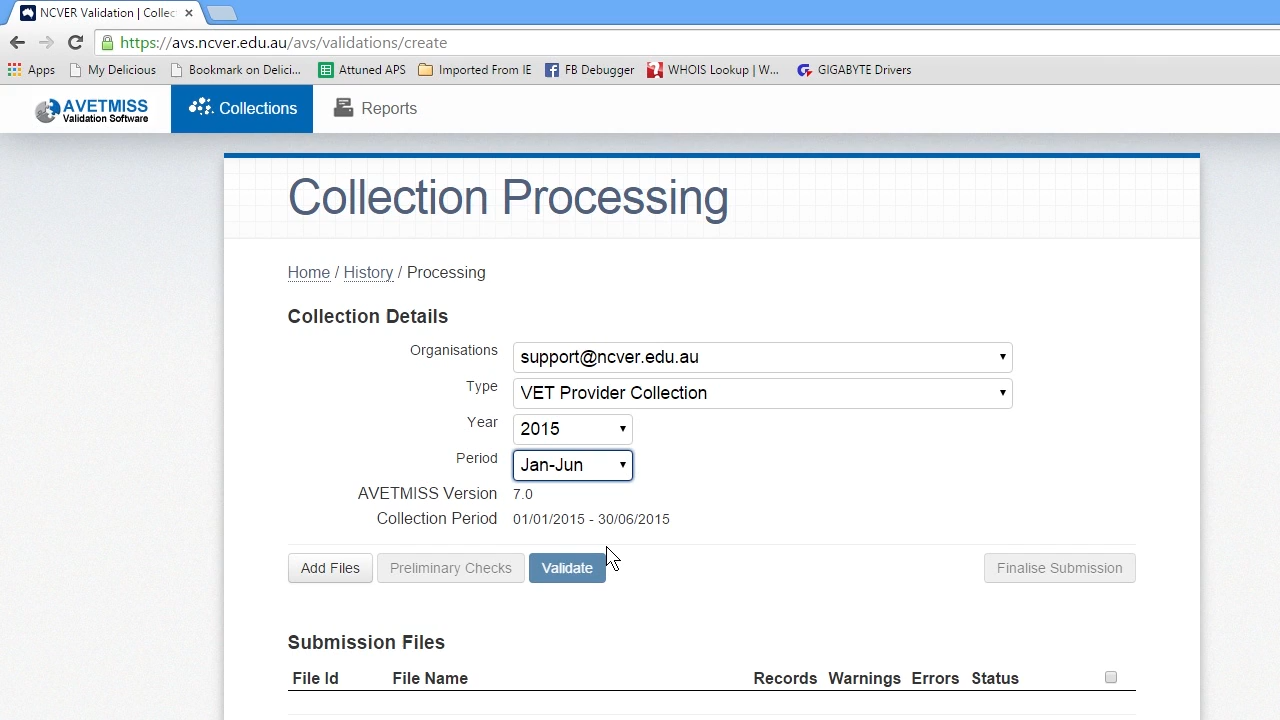 NCVER Validation | Collec
https://avs.ncver.edu.au/avs/validations/create
Apps My Delicious Bookmark on Delici... Attuned APS Imported From IE FB Debugger WHOIS Lookup | W... GIGABYTE Drivers
AVETMISS
Validation Software
Collections Reports
Collection Processing
Home / History / Processing
Collection Details
Organisations support@ncver.edu.au
Type VET Provider Collection
Year 2015
Period Jan-Jun
AVETMISS Version 7.0
Collection Period 01/01/2015 - 30/06/2015
Add Files Preliminary Checks Validate Finalise Submission
Submission Files
File Id File Name Records Warnings Errors Status